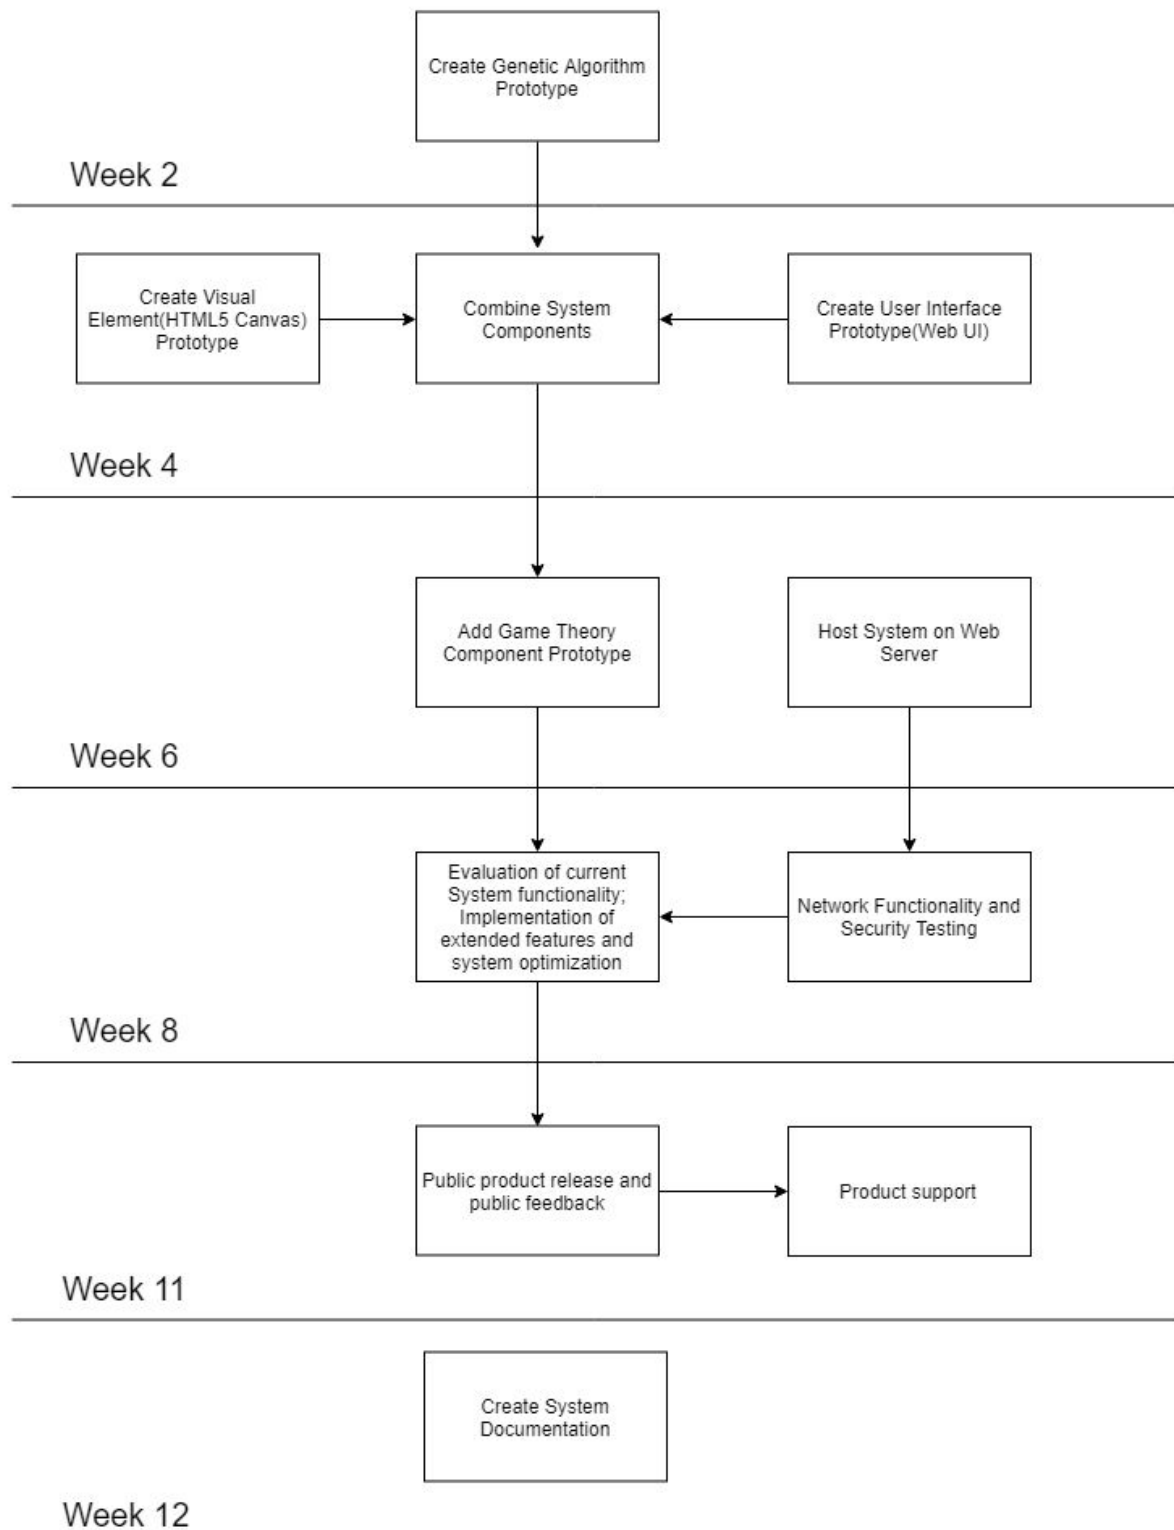 Create Genetic Algorithm
Prototype
Week 2
Create Visual
Element(HTML5 Canvas)
Prototype
Combine System
Components
Create User Interface
Prototype(Web UI)
Week 4
Add Game Theory
Component Prototype
Host System on Web
Server
Week 6
Evaluation of current
System functionality;
Implementation of
extended features and
system optimization
Network Functionality and
Security Testing
Week 8
Public product release and
public feedback
Product support
Week 11
Create System
Documentation
Week 12